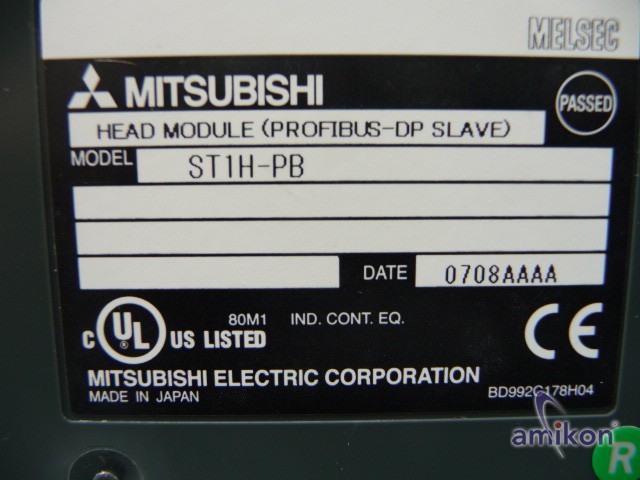 MELSEC
MITSUBISHI
PASSED
HEAD MODULE (PROFIBUS-DP SLAVE)
MODEL ST1H-PB
DATE 0708AAAA
C UL US LISTED 80M1 IND. CONT. EQ. CE
MITSUBISHI ELECTRIC CORPORATION
MADE IN JAPAN BD992C178H04
amikon
R